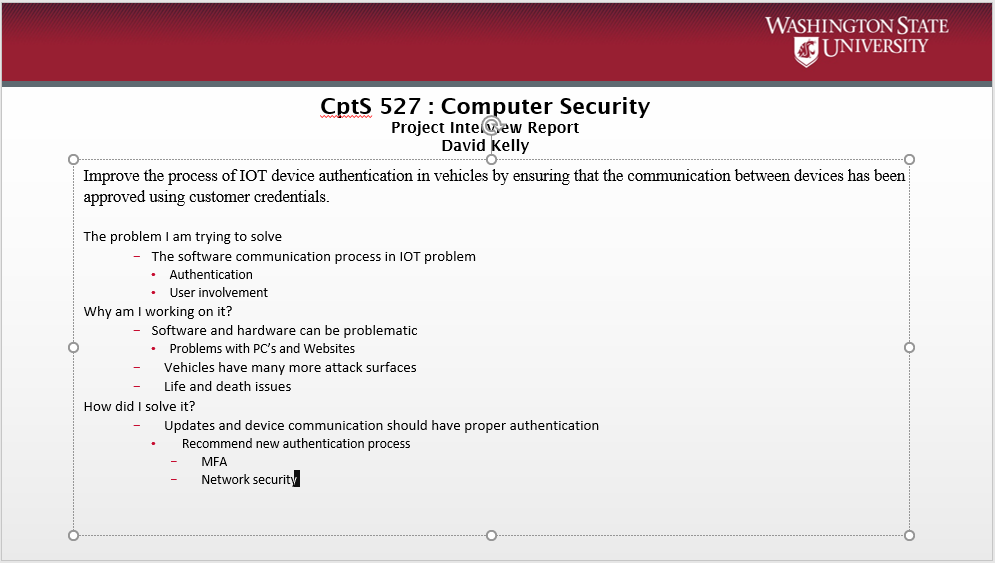 WASHINGTON STATE
UNIVERSITY
CptS 527 : Computer Security
Project Interview Report
David Kelly
Improve the process of IOT device authentication in vehicles by ensuring that the communication between devices has been
approved using customer credentials.
The problem I am trying to solve
– The software communication process in IOT problem
• Authentication
• User involvement
Why am I working on it?
– Software and hardware can be problematic
• Problems with PC’s and Websites
– Vehicles have many more attack surfaces
– Life and death issues
How did I solve it?
– Updates and device communication should have proper authentication
• Recommend new authentication process
– MFA
– Network security